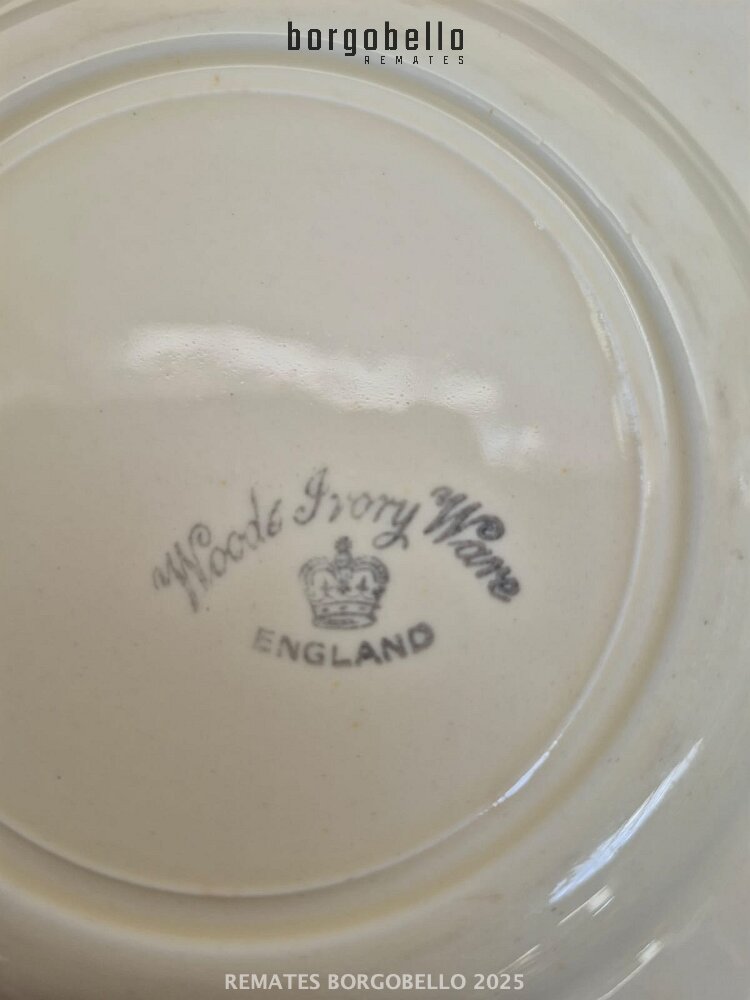 borgobello
REMATES
Woods Ivory Ware
ENGLAND
REMATES BORGOBELLO 2025